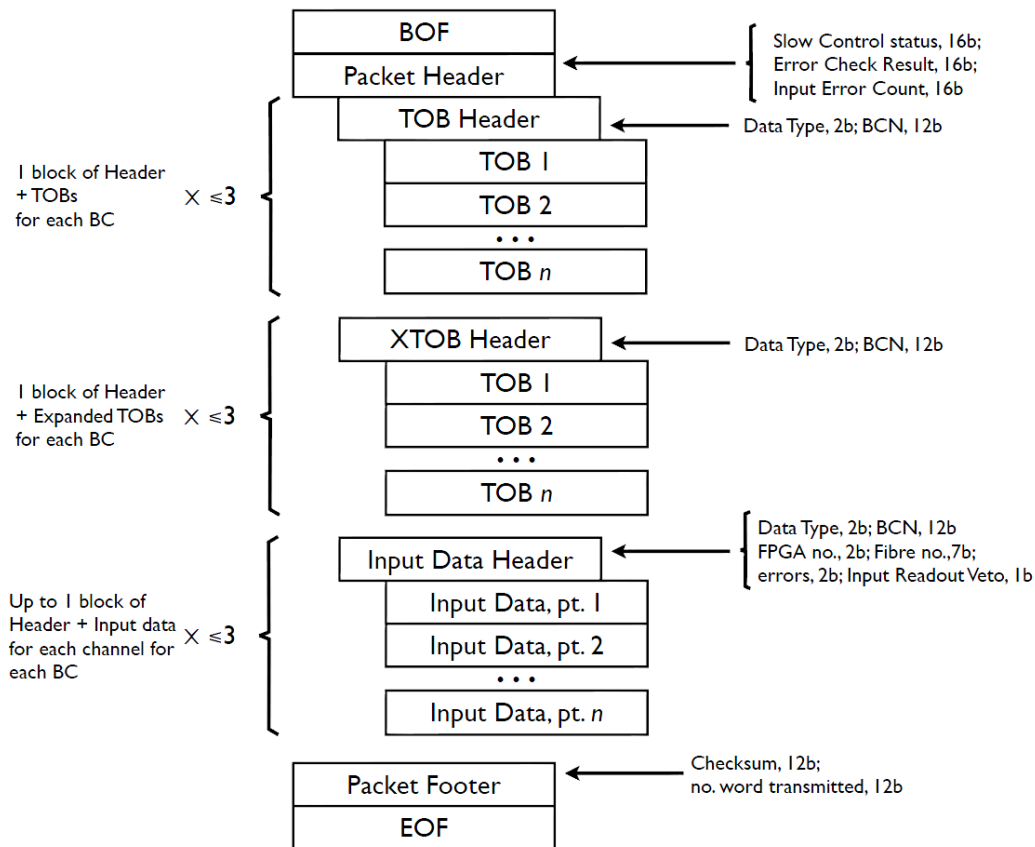 BOF
Packet Header
Slow Control status, 16b;
Error Check Result, 16b;
Input Error Count, 16b
TOB Header
Data Type, 2b; BCN, 12b
1 block of Header
+ TOBs
for each BC
X ⩽3
TOB 1
TOB 2
• • •
TOB n
XTOB Header
Data Type, 2b; BCN, 12b
1 block of Header
+ Expanded TOBs
for each BC
X ⩽3
TOB 1
TOB 2
• • •
TOB n
Input Data Header
Data Type, 2b; BCN, 12b
FPGA no., 2b; Fibre no.,7b;
errors, 2b; Input Readout Veto, 1b
Up to 1 block of
Header + Input data
for each channel for
each BC
X ⩽3
Input Data, pt. 1
Input Data, pt. 2
• • •
Input Data, pt. n
Packet Footer
Checksum, 12b;
no. word transmitted, 12b
EOF